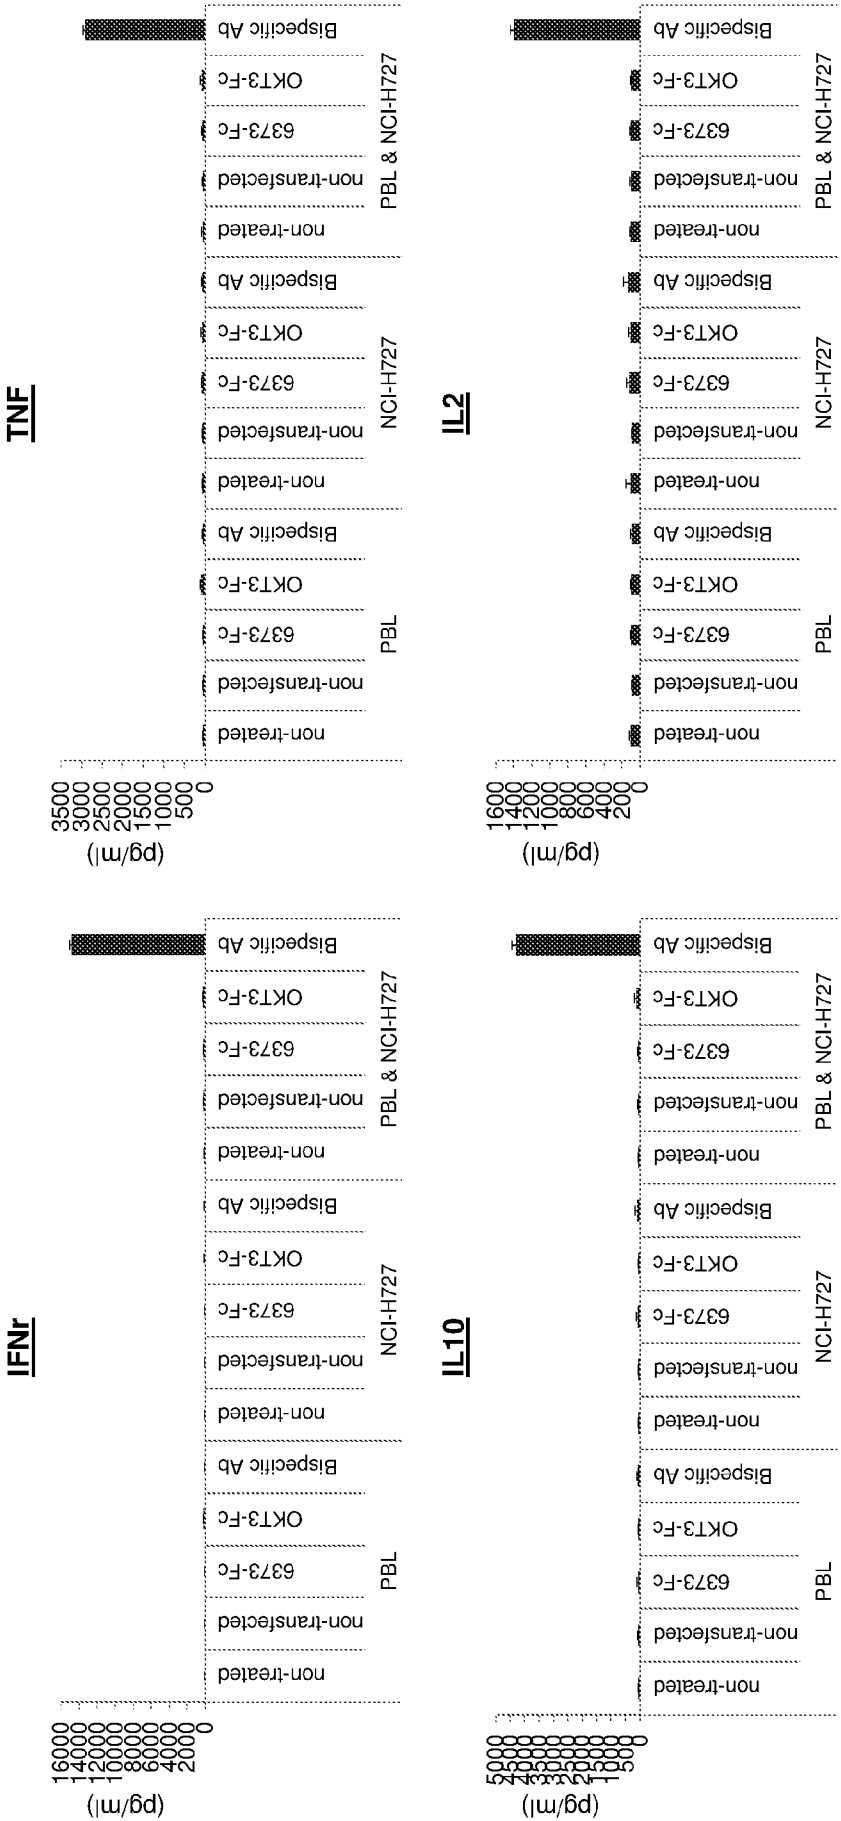 IFNr
(pg/ml)
16000
14000
12000
10000
8000
6000
4000
2000
0
non-treated
non-transfected
6373-Fc
OKT3-Fc
Bispecific Ab
non-treated
non-transfected
6373-Fc
OKT3-Fc
Bispecific Ab
non-treated
non-transfected
6373-Fc
OKT3-Fc
Bispecific Ab
PBL
NCI-H727
PBL & NCI-H727
TNF
(pg/ml)
3500
3000
2500
2000
1500
1000
500
0
non-treated
non-transfected
6373-Fc
OKT3-Fc
Bispecific Ab
non-treated
non-transfected
6373-Fc
OKT3-Fc
Bispecific Ab
non-treated
non-transfected
6373-Fc
OKT3-Fc
Bispecific Ab
PBL
NCI-H727
PBL & NCI-H727
IL10
(pg/ml)
5000
4500
4000
3500
3000
2500
2000
1500
1000
500
0
non-treated
non-transfected
6373-Fc
OKT3-Fc
Bispecific Ab
non-treated
non-transfected
6373-Fc
OKT3-Fc
Bispecific Ab
non-treated
non-transfected
6373-Fc
OKT3-Fc
Bispecific Ab
PBL
NCI-H727
PBL & NCI-H727
IL2
(pg/ml)
1600
1400
1200
1000
800
600
400
200
0
non-treated
non-transfected
6373-Fc
OKT3-Fc
Bispecific Ab
non-treated
non-transfected
6373-Fc
OKT3-Fc
Bispecific Ab
non-treated
non-transfected
6373-Fc
OKT3-Fc
Bispecific Ab
PBL
NCI-H727
PBL & NCI-H727